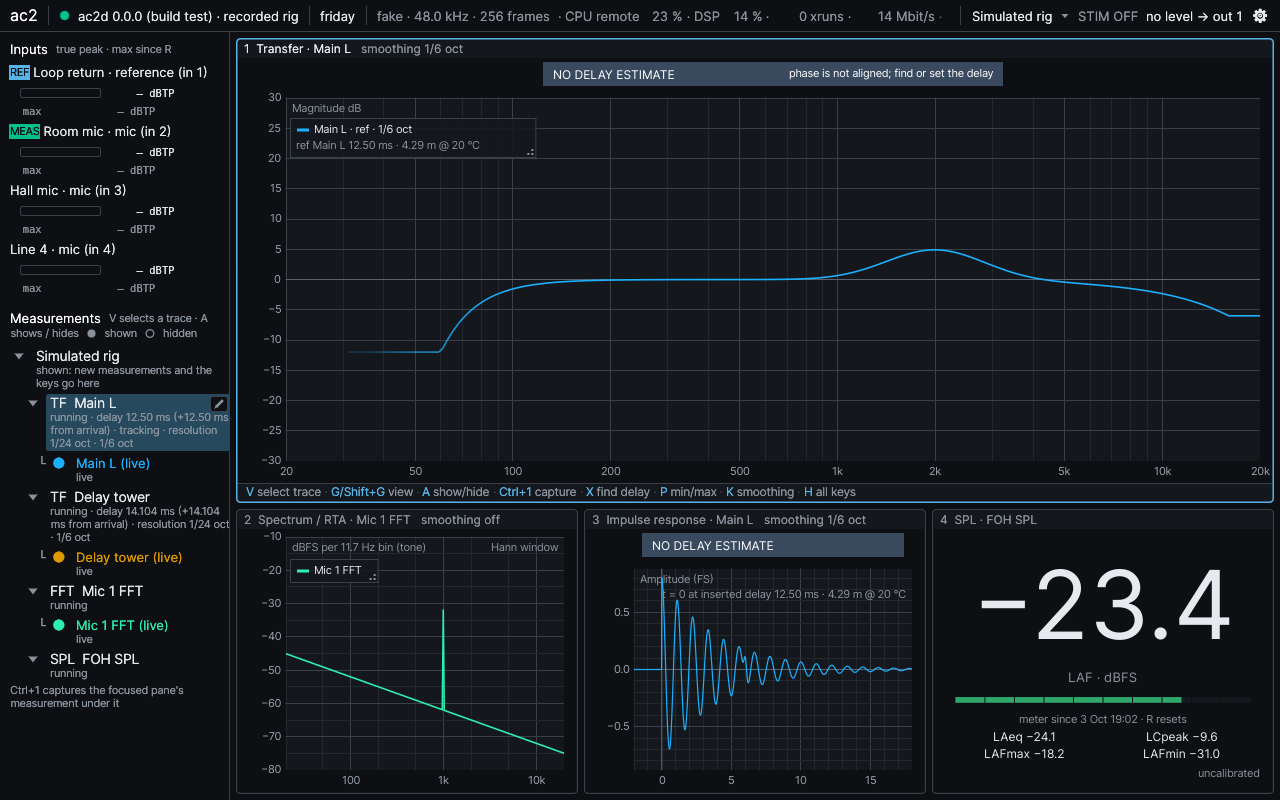 ac2 ac2d 0.0.0 (build test) · recorded rig friday fake · 48.0 kHz · 256 frames · CPU remote 23 % · DSP 14 % · 0 xruns · 14 Mbit/s · Simulated rig STIM OFF no level → out 1
Inputs true peak · max since R
REF Loop return · reference (in 1)
– dBTP
max – dBTP
MEAS Room mic · mic (in 2)
– dBTP
max – dBTP
Hall mic · mic (in 3)
– dBTP
max – dBTP
Line 4 · mic (in 4)
– dBTP
max – dBTP
Measurements V selects a trace · A
shows / hides shown hidden
Simulated rig
shown: new measurements and the
keys go here
TF Main L
running · delay 12.50 ms (+12.50 ms
from arrival) · tracking · resolution
1/24 oct · 1/6 oct
Main L (live)
live
TF Delay tower
running · delay 14.104 ms (+14.104
ms from arrival) · resolution 1/24 oct
· 1/6 oct
Delay tower (live)
live
FFT Mic 1 FFT
running
Mic 1 FFT (live)
live
SPL FOH SPL
running
Ctrl+1 captures the focused pane's
measurement under it
1 Transfer · Main L smoothing 1/6 oct
NO DELAY ESTIMATE phase is not aligned; find or set the delay
Magnitude dB
Main L · ref · 1/6 oct
ref Main L 12.50 ms · 4.29 m @ 20 °C
30
25
20
15
10
5
0
−5
−10
−15
−20
−25
−30
20 50 100 200 500 1k 2k 5k 10k 20k
V select trace · G/Shift+G view · A show/hide · Ctrl+1 capture · X find delay · P min/max · K smoothing · H all keys
2 Spectrum / RTA · Mic 1 FFT smoothing off
dBFS per 11.7 Hz bin (tone) Hann window
Mic 1 FFT
−10
−20
−30
−40
−50
−60
−70
−80
100 1k 10k
3 Impulse response · Main L smoothing 1/6 oct
NO DELAY ESTIMATE
Amplitude (FS)
t = 0 at inserted delay 12.50 ms · 4.29 m @ 20 °C
0.5
0.0
−0.5
0 5 10 15
4 SPL · FOH SPL
−23.4
LAF · dBFS
meter since 3 Oct 19:02 · R resets
LAeq −24.1 LCpeak −9.6
LAFmax −18.2 LAFmin −31.0
uncalibrated